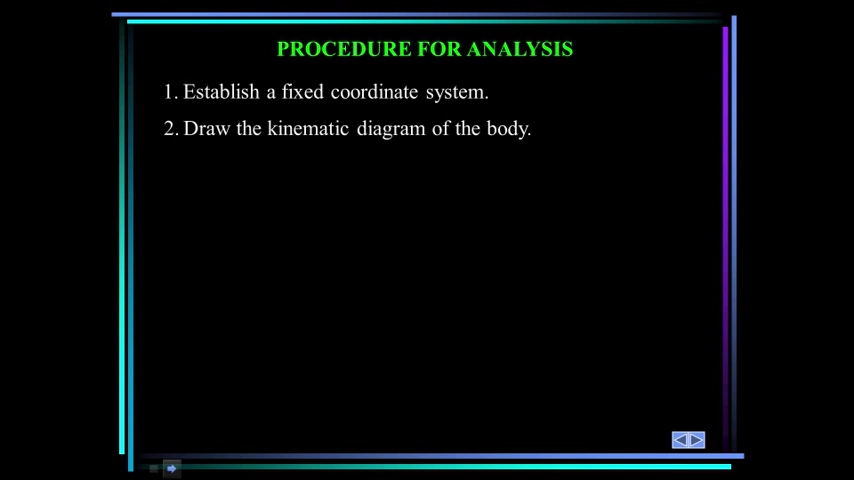 PROCEDURE FOR ANALYSIS
1. Establish a fixed coordinate system.
2. Draw the kinematic diagram of the body.